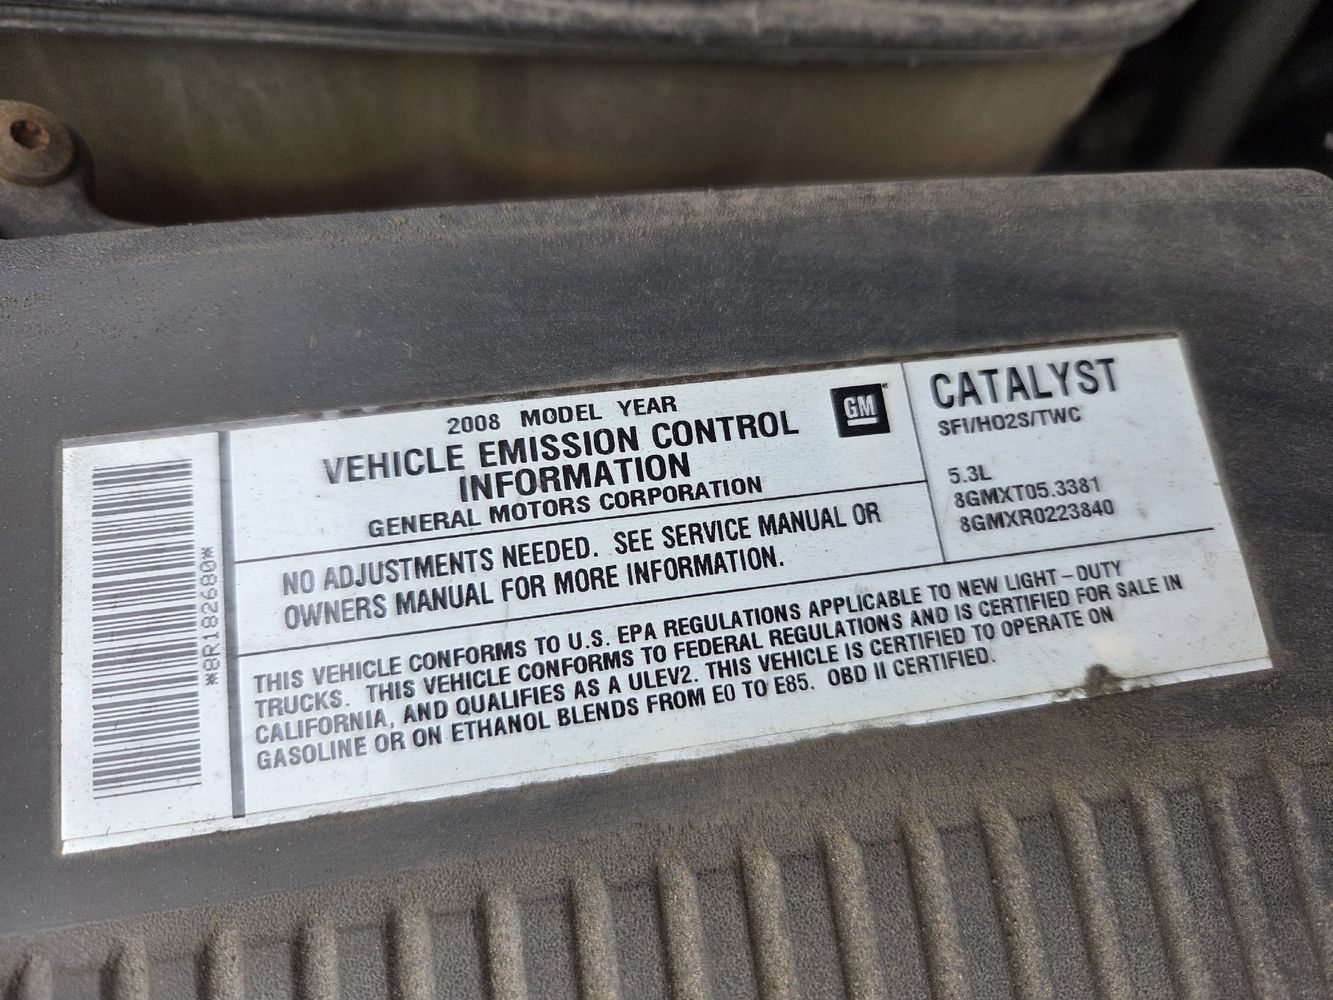 *8R182680*
2008 MODEL YEAR
VEHICLE EMISSION CONTROL
INFORMATION
GENERAL MOTORS CORPORATION
GM
NO ADJUSTMENTS NEEDED. SEE SERVICE MANUAL OR
OWNERS MANUAL FOR MORE INFORMATION.
CATALYST
SFI/HO2S/TWC
5.3L
8GMXT05.3381
8GMXR0223840
THIS VEHICLE CONFORMS TO U.S. EPA REGULATIONS APPLICABLE TO NEW LIGHT-DUTY
TRUCKS. THIS VEHICLE CONFORMS TO FEDERAL REGULATIONS AND IS CERTIFIED FOR SALE IN
CALIFORNIA, AND QUALIFIES AS A ULEV2. THIS VEHICLE IS CERTIFIED TO OPERATE ON
GASOLINE OR ON ETHANOL BLENDS FROM E0 TO E85. OBD II CERTIFIED.